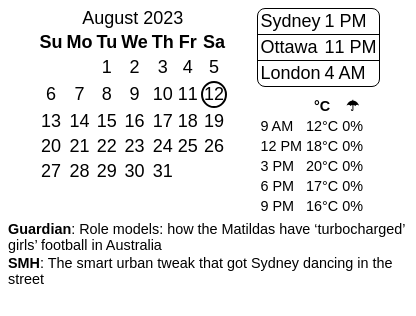 August 2023
Su Mo Tu We Th Fr Sa
1 2 3 4 5
6 7 8 9 10 11 12
13 14 15 16 17 18 19
20 21 22 23 24 25 26
27 28 29 30 31
Sydney 1 PM
Ottawa 11 PM
London 4 AM
°C ☂
9 AM 12°C 0%
12 PM 18°C 0%
3 PM 20°C 0%
6 PM 17°C 0%
9 PM 16°C 0%
Guardian: Role models: how the Matildas have ‘turbocharged’
girls’ football in Australia
SMH: The smart urban tweak that got Sydney dancing in the
street